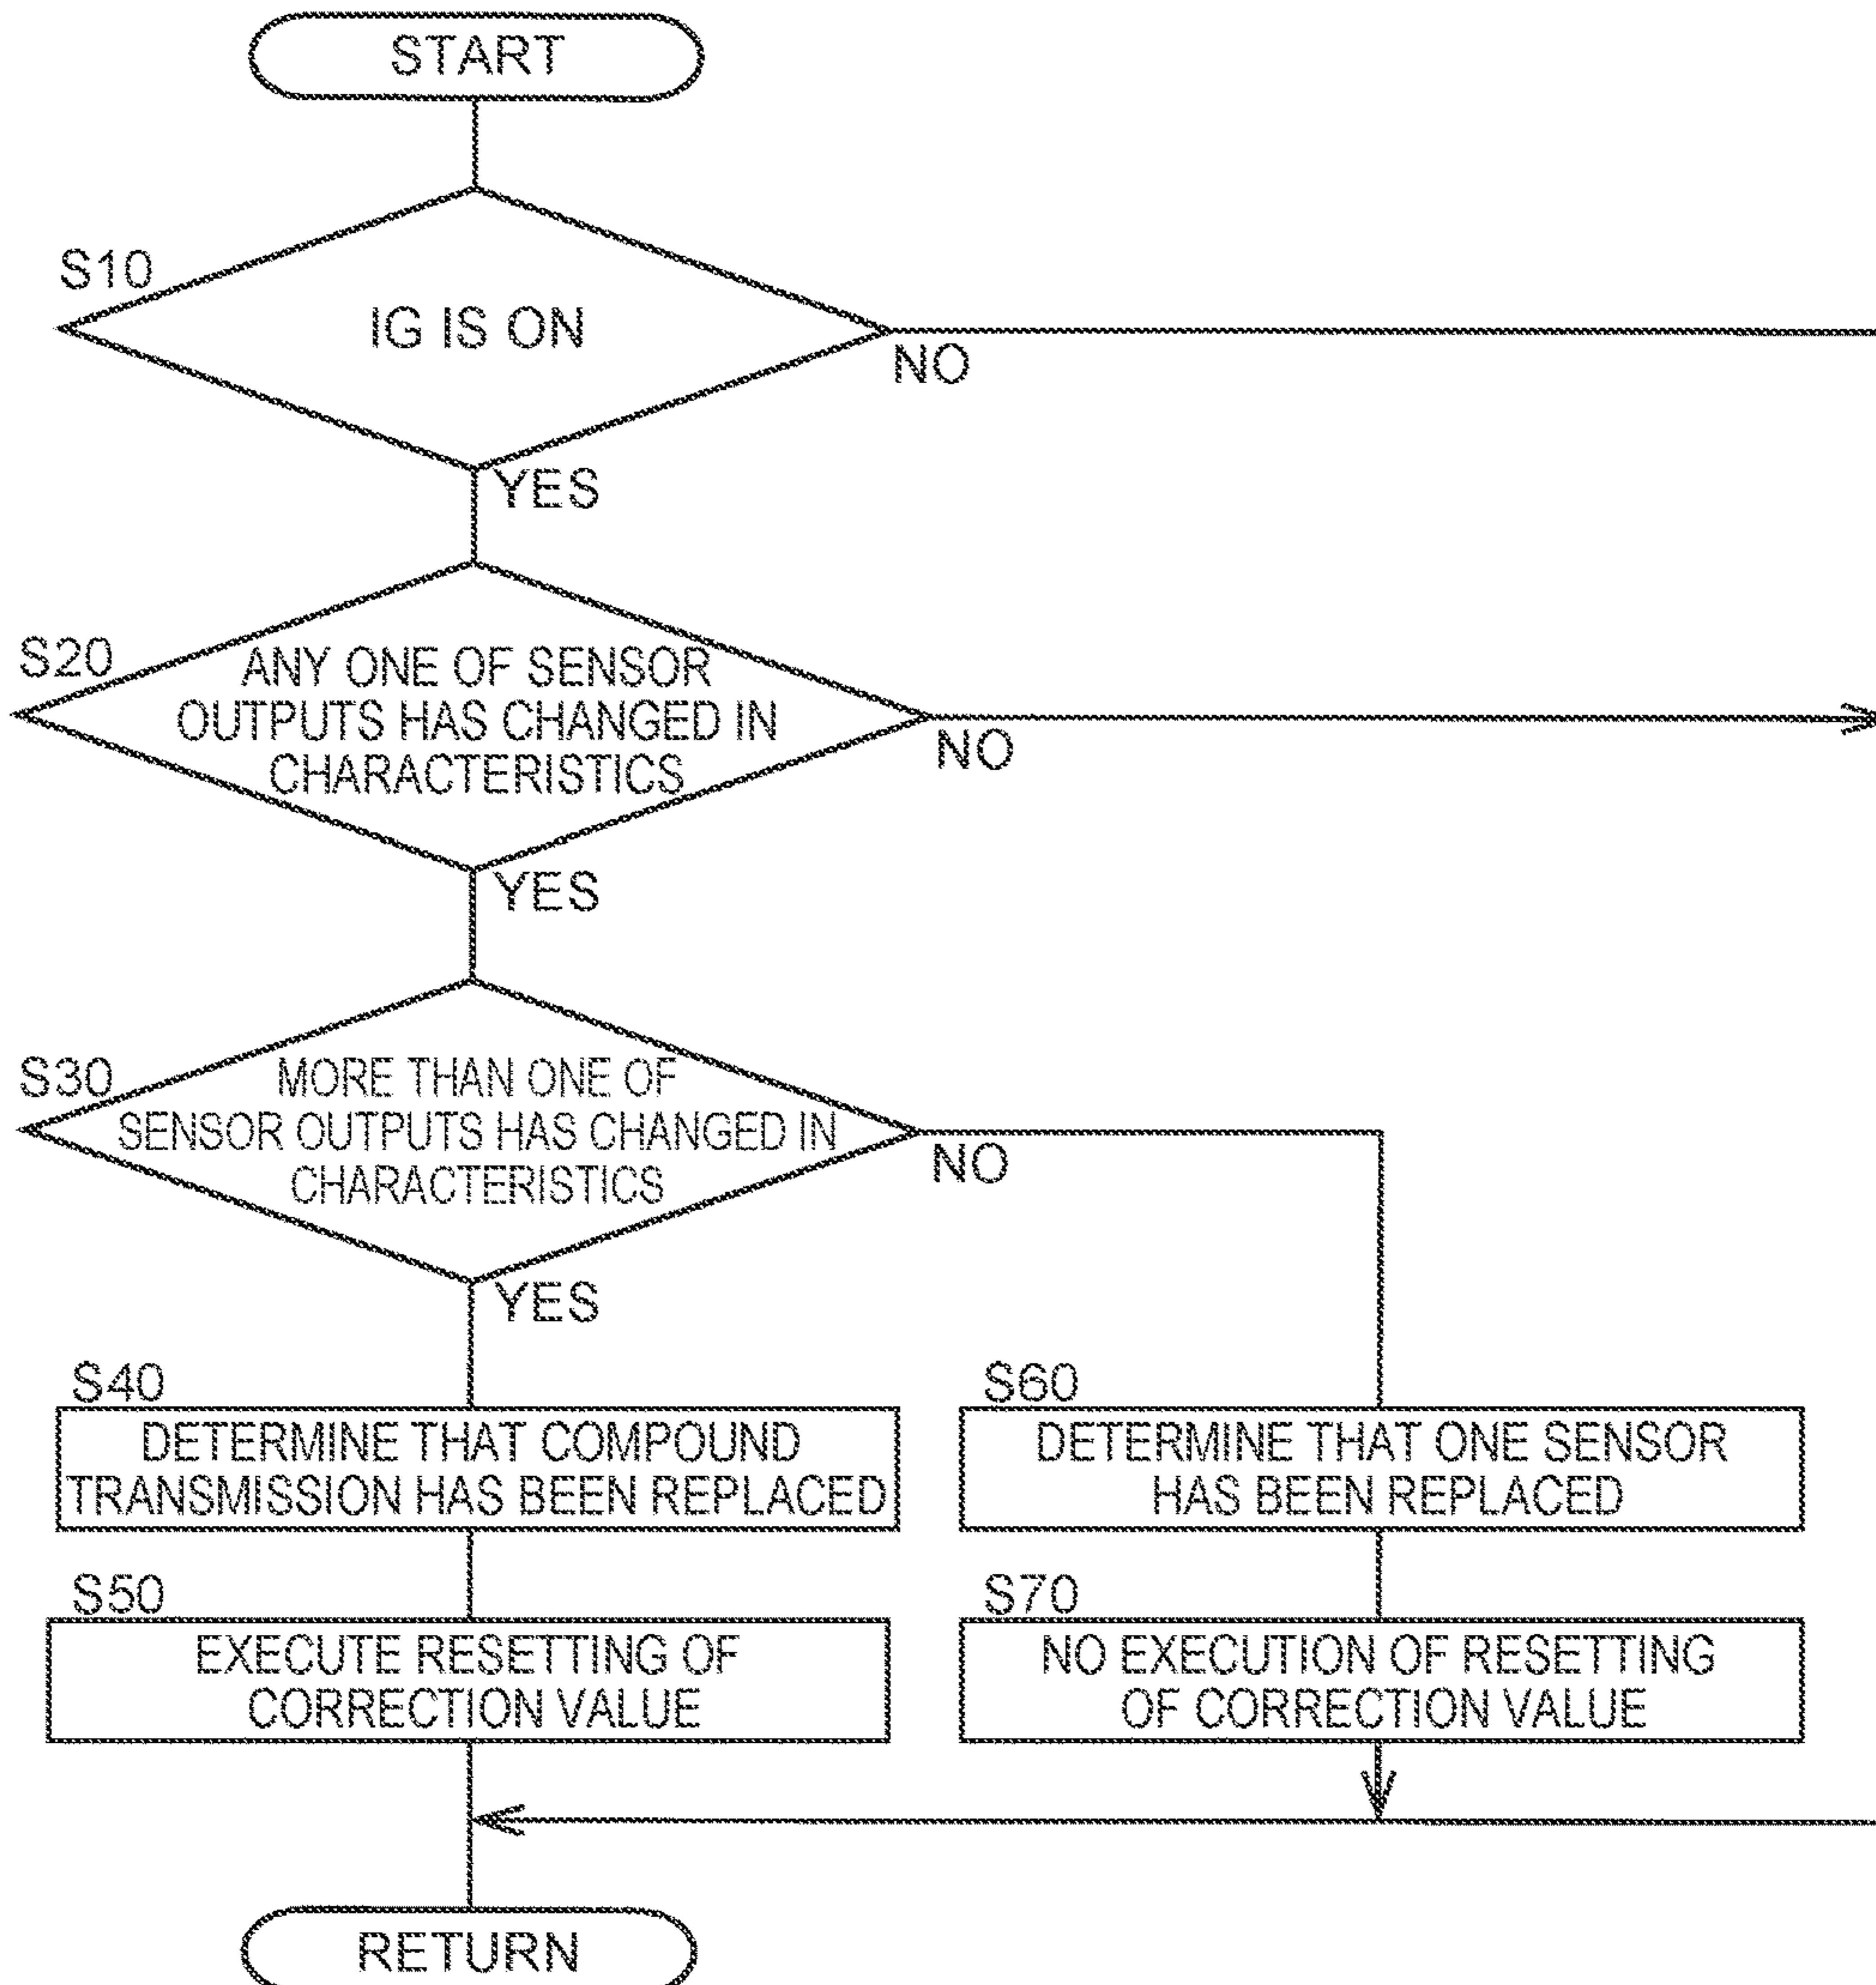 START
S10
IG IS ON
NO
YES
S20
ANY ONE OF SENSOR
OUTPUTS HAS CHANGED IN
CHARACTERISTICS
NO
YES
S30
MORE THAN ONE OF
SENSOR OUTPUTS HAS CHANGED IN
CHARACTERISTICS
NO
YES
S40
DETERMINE THAT COMPOUND
TRANSMISSION HAS BEEN REPLACED
S60
DETERMINE THAT ONE SENSOR
HAS BEEN REPLACED
S50
EXECUTE RESETTING OF
CORRECTION VALUE
S70
NO EXECUTION OF RESETTING
OF CORRECTION VALUE
RETURN